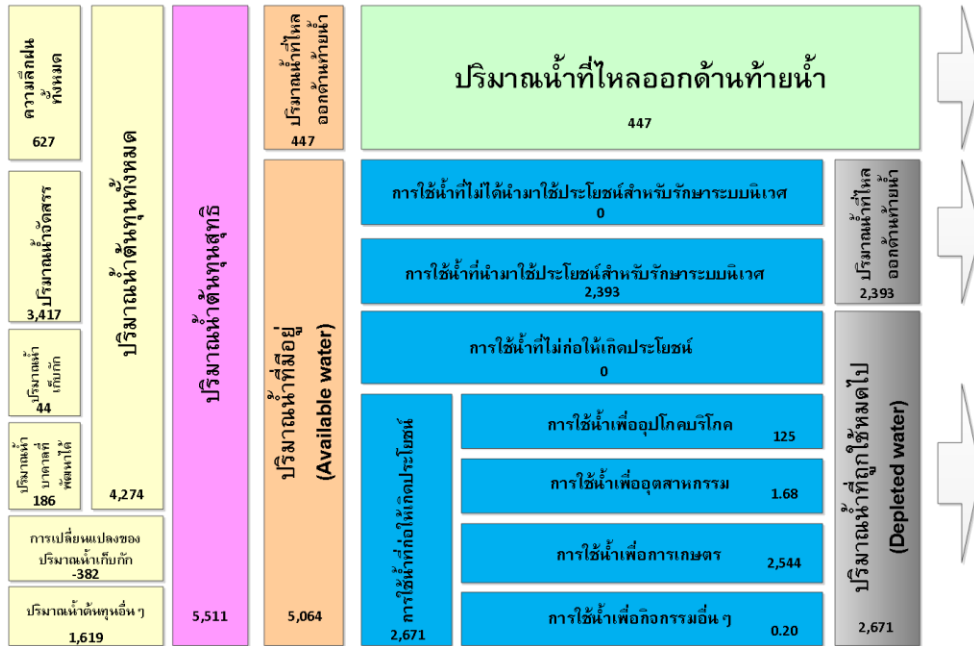 ความลึกฝน
ทั้งหมด
627
ปริมาณน้ำจัดสรร
3,417
ปริมาณน้ำ
เก็บกัก
44
ปริมาณน้ำ
บาดาลที่
พัฒนาได้
186
ปริมาณน้ำต้นทุนทั้งหมด
4,274
การเปลี่ยนแปลงของ
ปริมาณน้ำเก็บกัก
-382
ปริมาณน้ำต้นทุนอื่น ๆ
1,619
ปริมาณน้ำต้นทุนสุทธิ
5,511
ปริมาณน้ำที่ไหล
ออกด้านท้ายน้ำ
447
ปริมาณน้ำที่มีอยู่
(Available water)
5,064
ปริมาณน้ำที่ไหลออกด้านท้ายน้ำ
447
การใช้น้ำที่ไม่ได้นำมาใช้ประโยชน์สำหรับรักษาระบบนิเวศ
0
การใช้น้ำที่นำมาใช้ประโยชน์สำหรับรักษาระบบนิเวศ
2,393
ปริมาณน้ำที่ไหล
ออกด้านท้ายน้ำ
2,393
การใช้น้ำที่ไม่ก่อให้เกิดประโยชน์
0
การใช้น้ำที่ก่อให้เกิดประโยชน์
2,671
การใช้น้ำเพื่ออุปโภคบริโภค
125
การใช้น้ำเพื่ออุตสาหกรรม
1.68
การใช้น้ำเพื่อการเกษตร
2,544
การใช้น้ำเพื่อกิจกรรมอื่น ๆ
0.20
ปริมาณน้ำที่ถูกใช้หมดไป
(Depleted water)
2,671